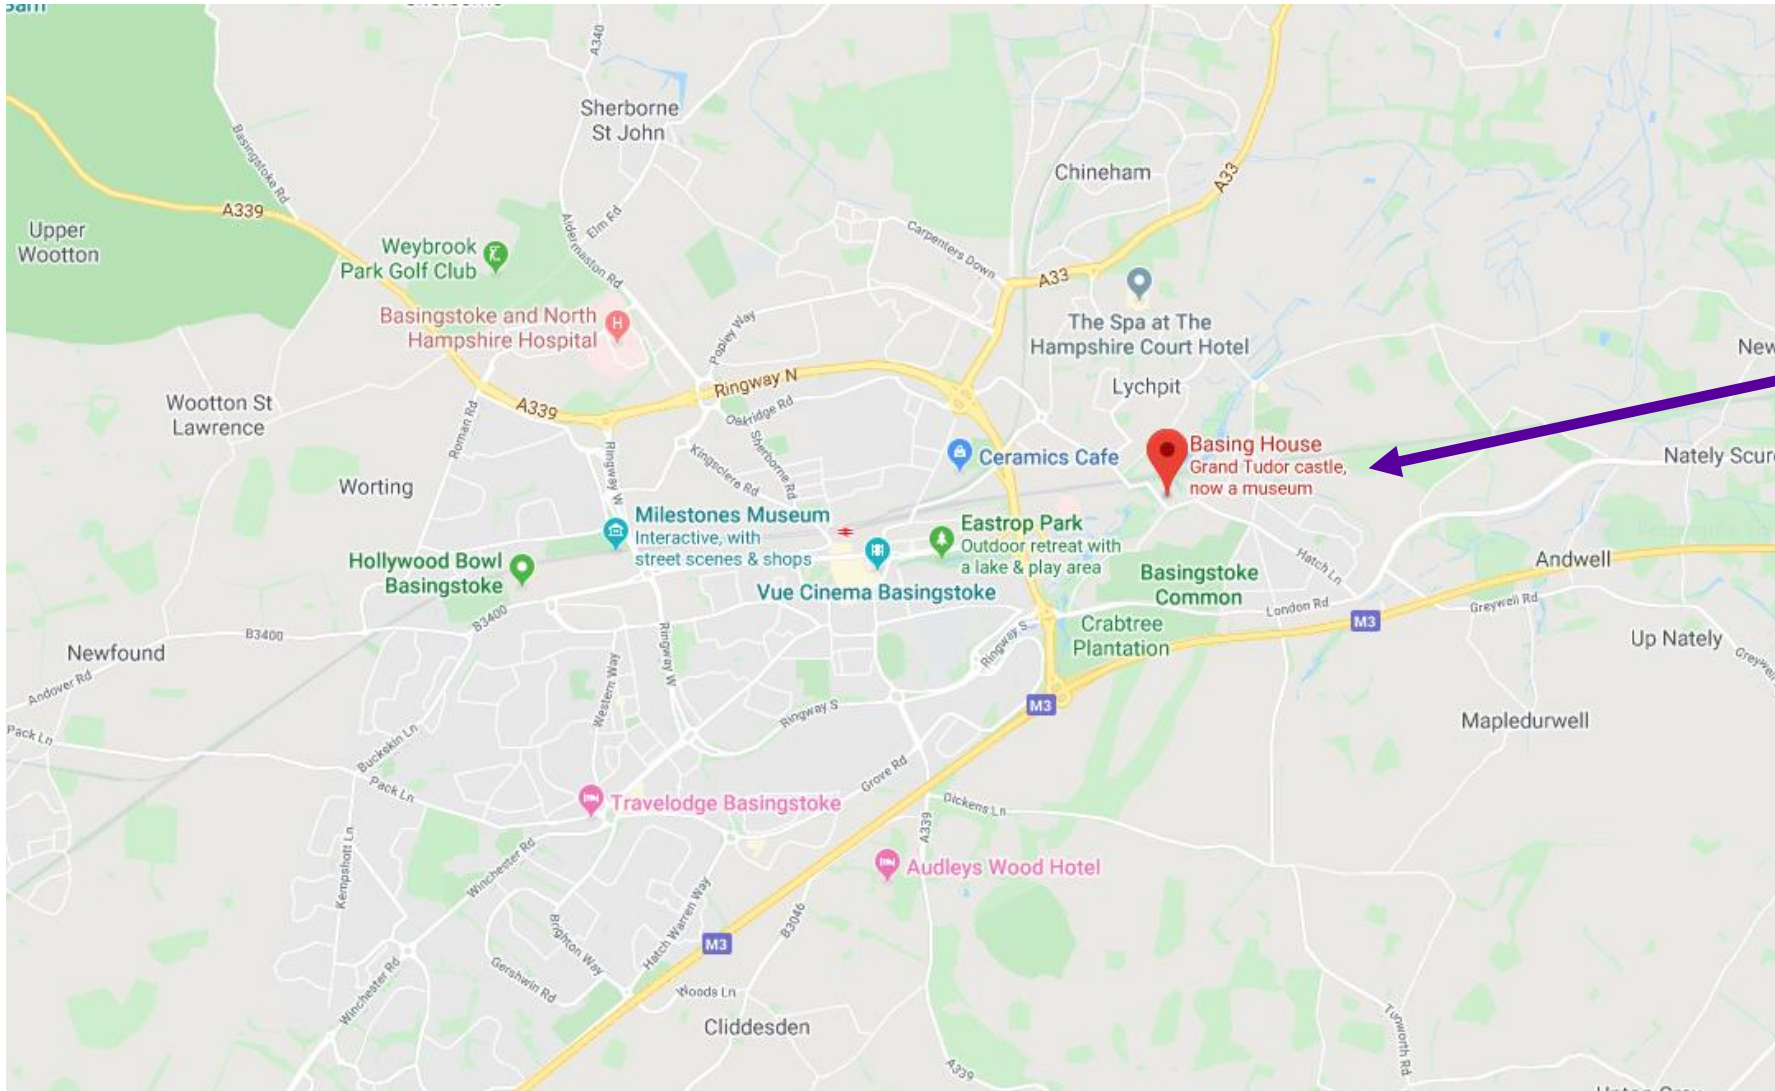 Sherborne
St John
A340
Basingstoke Rd
Chineham
A33
A339
Upper
Wootton
Weybrook
Park Golf Club
Aldermaston Rd
Elm Rd
Carpenters Down
A33
Basingstoke and North
Hampshire Hospital
H
Popley Way
The Spa at The
Hampshire Court Hotel
New
Ringway N
Lychpit
Wootton St
Lawrence
A339
Roman Rd
Oakridge Rd
Sherborne Rd
Kingsclere Rd
Ringway W
Ceramics Cafe
Basing House
Grand Tudor castle,
now a museum
Nately Scur
Worting
Milestones Museum
Interactive, with
street scenes & shops
Eastrop Park
Outdoor retreat with
a lake & play area
Hollywood Bowl
Basingstoke
Vue Cinema Basingstoke
Basingstoke
Common
Hatch Ln
Andwell
London Rd
Greywell Rd
M3
B3400
B3400
Crabtree
Plantation
Up Nately
Newfound
Ringway W
Ringway S
Andover Rd
Western Way
M3
Ringway S
Mapledurwell
Pack Ln
Buckskin Ln
Pack Ln
Grove Rd
Travelodge Basingstoke
Dickens Ln
A339
Kempshott Ln
Winchester Rd
Audleys Wood Hotel
Hatch Warren Way
B3046
Brighton Way
M3
Winchester Rd
Gershwin Rd
Woods Ln
Cliddesden
Tunworth Rd
A339